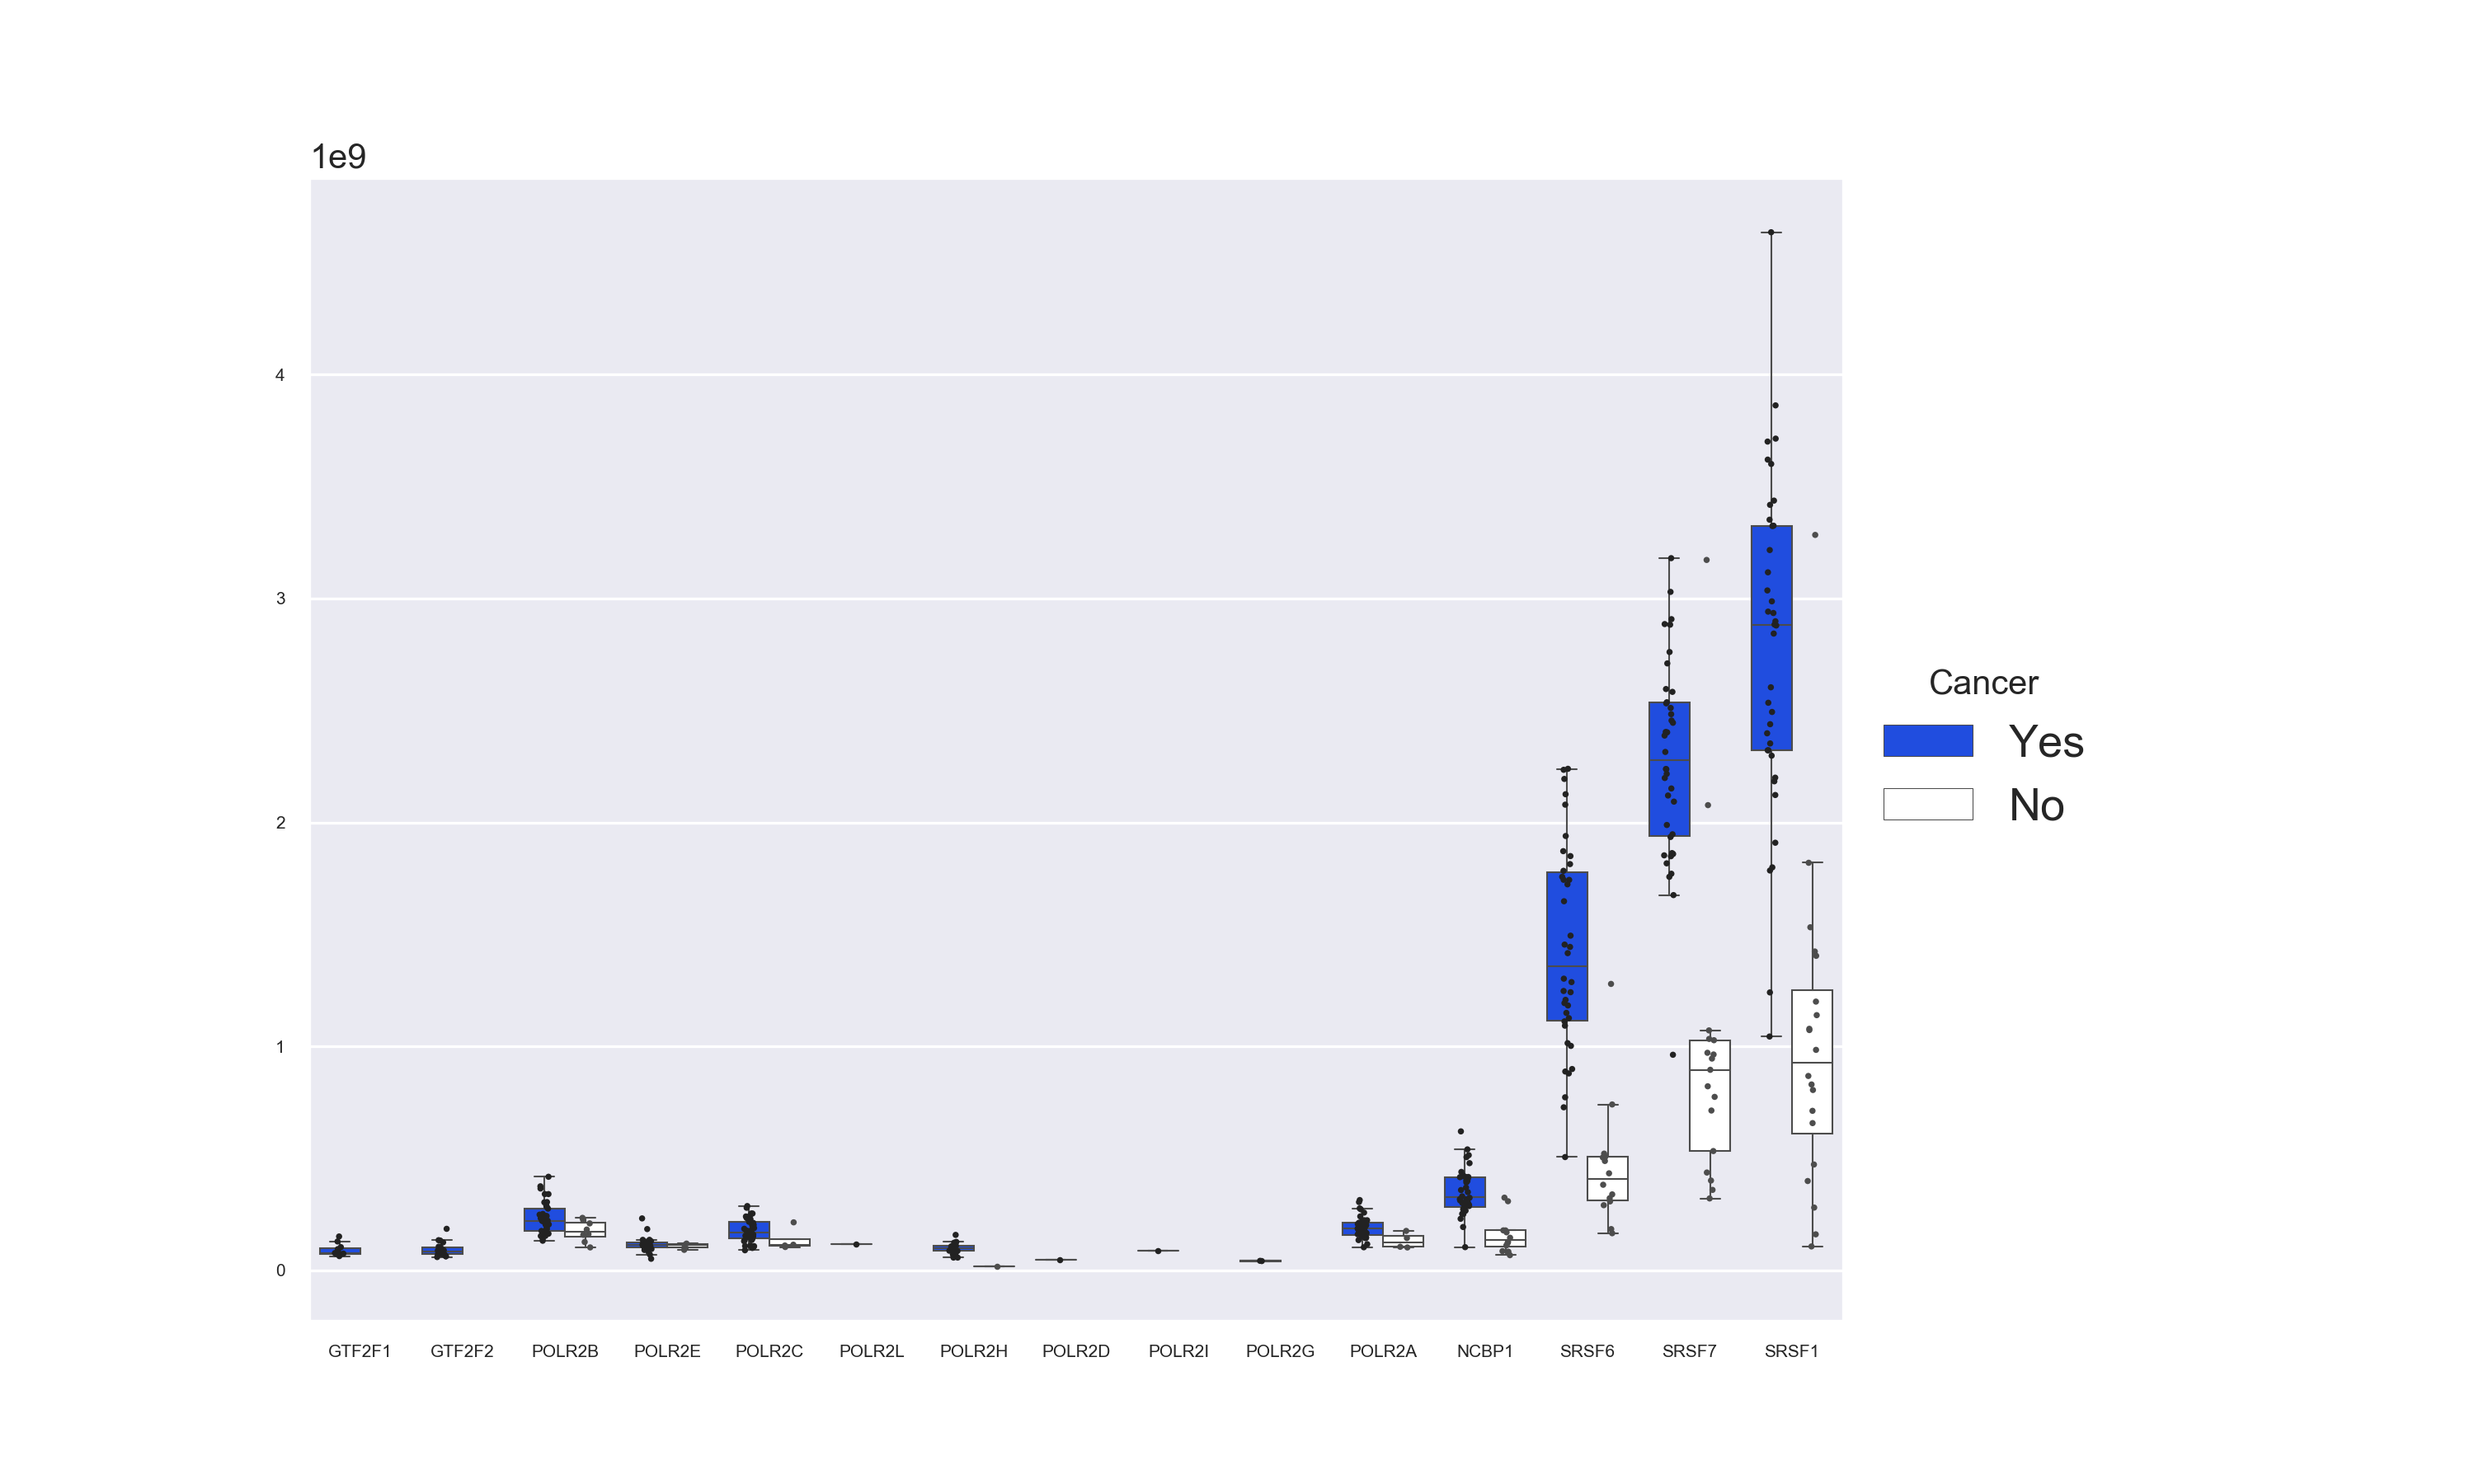 1e9
4
3
2
1
0
GTF2F1 GTF2F2 POLR2B POLR2E POLR2C POLR2L POLR2H POLR2D POLR2I POLR2G POLR2A NCBP1 SRSF6 SRSF7 SRSF1
Cancer
Yes
No